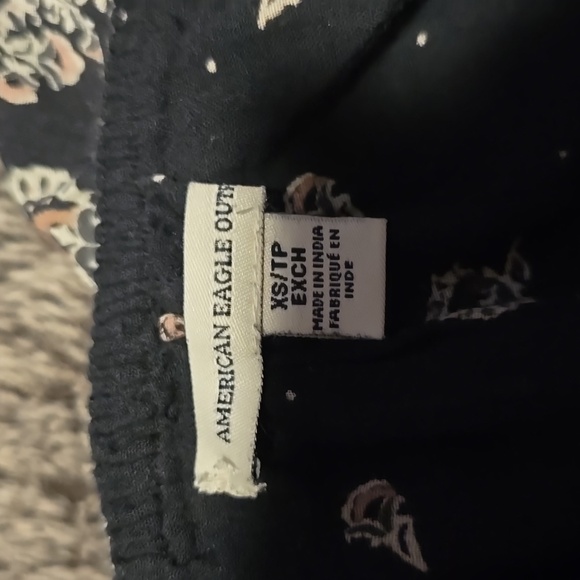 AMERICAN EAGLE OUTF
XS/TP
EXCH
MADE IN INDIA
FABRIQUÉ EN
INDE